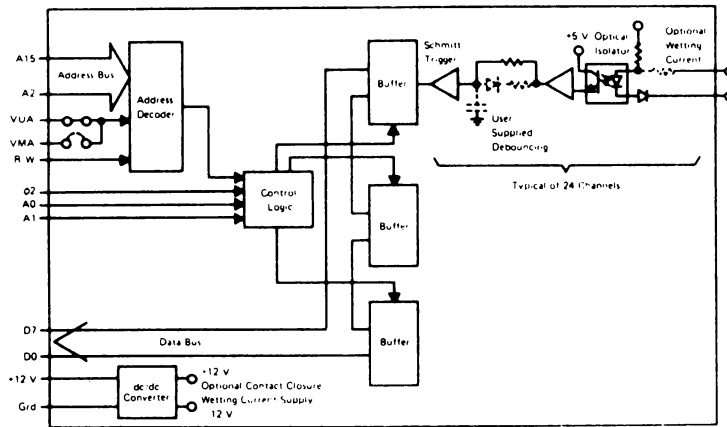 A15
Address Bus
A2
VUA
VMA
R W
Address
Decoder
Φ2
A0
A1
Control
Logic
Buffer
Buffer
Buffer
Schmitt
Trigger
User
Supplied
Debouncing
+5 V
Optical
Isolator
Optional
Wetting
Current
Typical of 24 Channels
D7
Data Bus
D0
+12 V
Grd
dc/dc
Converter
+12 V
Optional Contact Closure
Wetting Current Supply
12 V